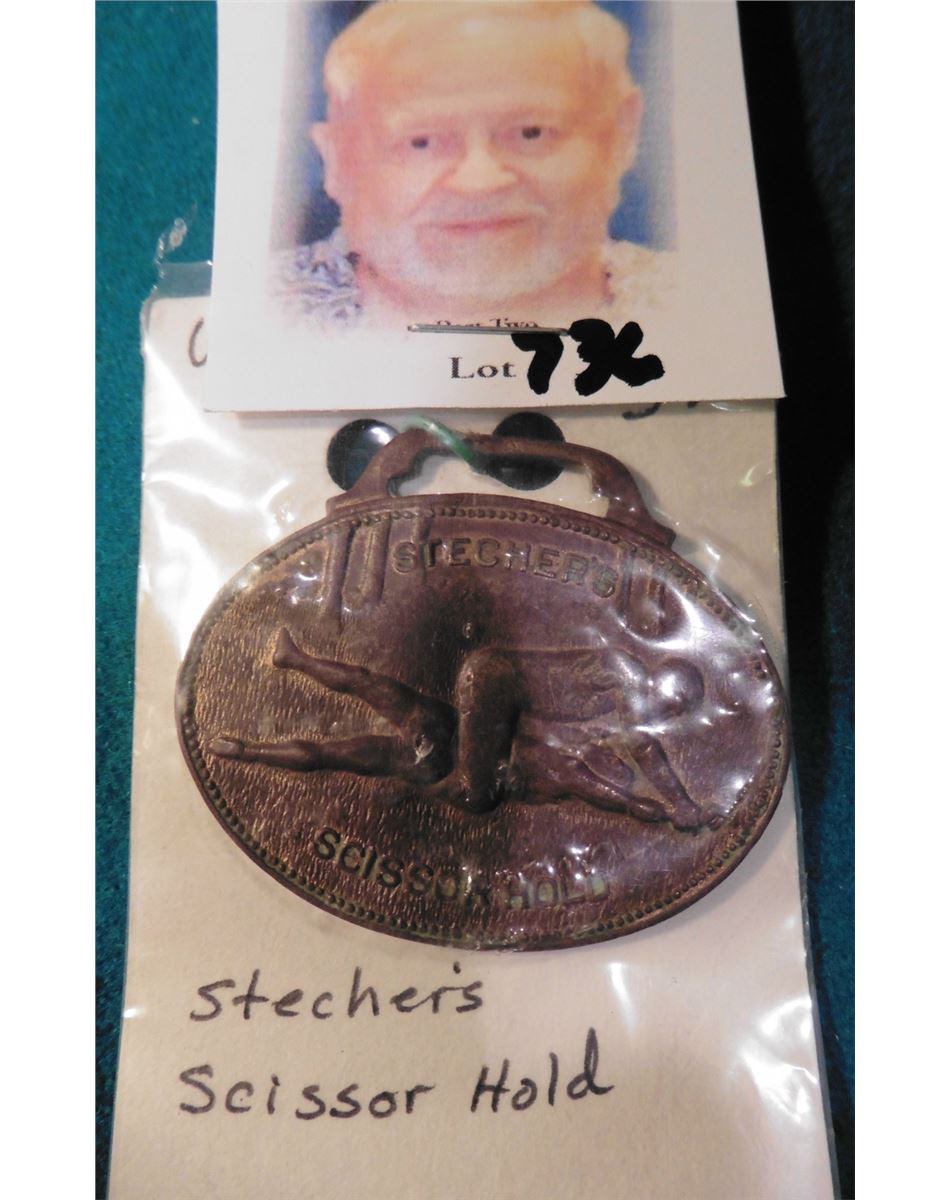 Lot 736
STECHER'S
SCISSOR HOLD
Stecher's
Scissor Hold